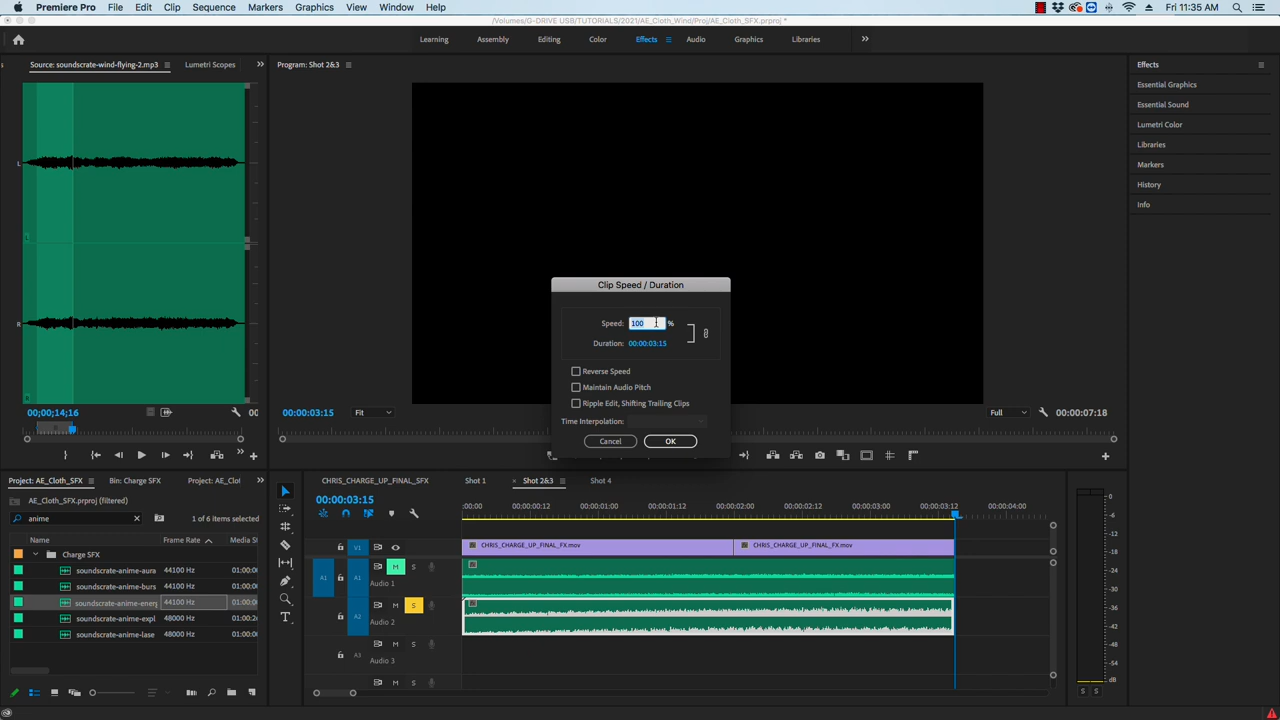 Premiere Pro File Edit Clip Sequence Markers Graphics View Window Help Fri 11:35 AM
/Volumes/G-DRIVE USB/TUTORIALS/2021/AE_Cloth_Wind/Proj/AE_Cloth_SFX.prproj *
Learning Assembly Editing Color Effects Audio Graphics Libraries
Source: soundscrate-wind-flying-2.mp3 Lumetri Scopes Program: Shot 2&3 Effects
Essential Graphics
Essential Sound
Lumetri Color
Libraries
Markers
History
Info
L
R
Clip Speed / Duration
Speed: 100 %
Duration: 00:00:03:15
Reverse Speed
Maintain Audio Pitch
Ripple Edit, Shifting Trailing Clips
Time Interpolation:
Cancel OK
00;00;14;16 00 00:00:03:15 Fit Full 00:00:07:18
Project: AE_Cloth_SFX Bin: Charge SFX Project: AE_Clot
AE_Cloth_SFX.prproj (filtered)
anime 1 of 6 items selected
Name Frame Rate Media St
Charge SFX
soundscrate-anime-aura 44100 Hz 01:00:00
soundscrate-anime-burs 44100 Hz 01:00:00
soundscrate-anime-energ 44100 Hz 01:00:00
soundscrate-anime-expl 48000 Hz 01:00:2
soundscrate-anime-lase 48000 Hz 01:00:00
CHRIS_CHARGE_UP_FINAL_FX Shot 1 Shot 2&3 Shot 4
00:00:03:15
:00:00 00:00:00:12 00:00:01:00 00:00:01:12 00:00:02:00 00:00:02:12 00:00:03:00 00:00:03:12 00:00:04:00
V1 CHRIS_CHARGE_UP_FINAL_FX.mov CHRIS_CHARGE_UP_FINAL_FX.mov
A1 A1 M S
Audio 1
A2 M S
Audio 2
A3 M S
Audio 3
M S
0
-6
-12
-18
-24
-30
-36
-42
-48
-54
dB
S S